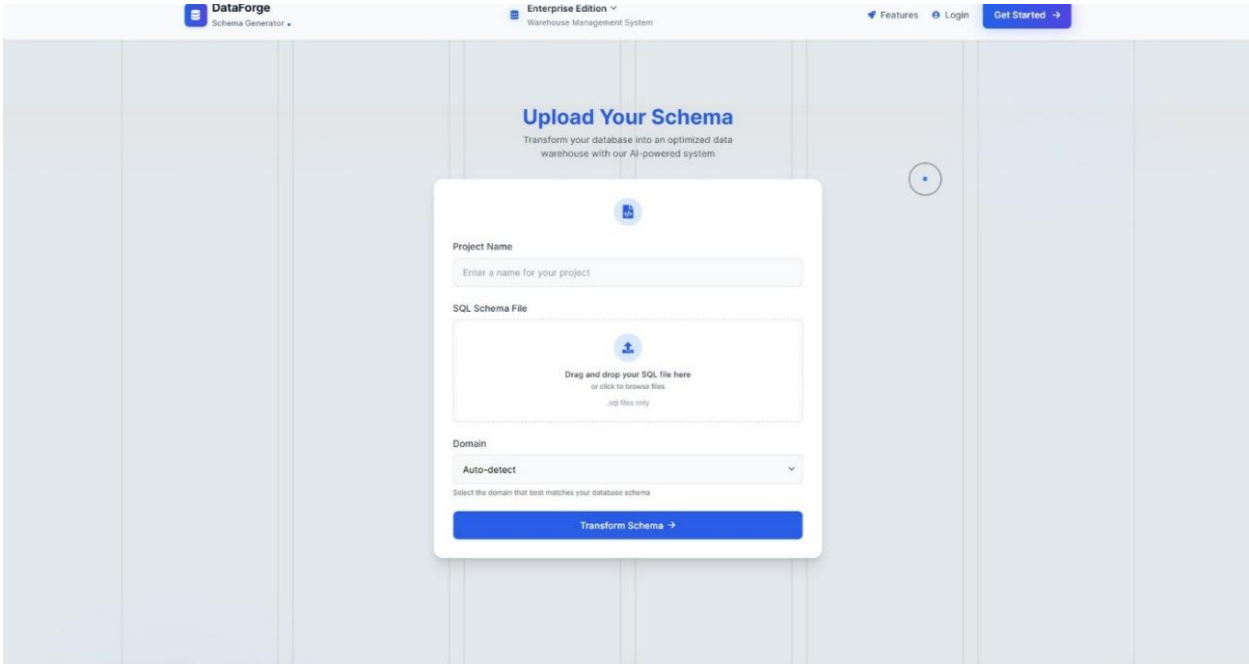 DataForge
Schema Generator
Enterprise Edition
Warehouse Management System
Features
Login
Get Started →
Upload Your Schema
Transform your database into an optimized data
warehouse with our AI-powered system
Project Name
Enter a name for your project
SQL Schema File
Drag and drop your SQL file here
or click to browse files
.sql files only
Domain
Auto-detect
Select the domain that best matches your database schema
Transform Schema →